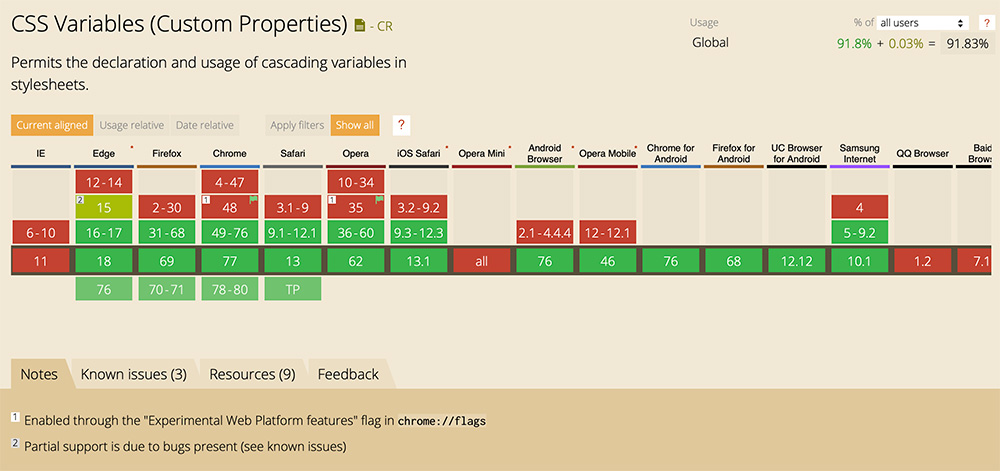 CSS Variables (Custom Properties) - CR
Usage % of all users ?
Global 91.8% + 0.03% = 91.83%
Permits the declaration and usage of cascading variables in
stylesheets.
Current aligned Usage relative Date relative Apply filters Show all ?
IE Edge * Firefox Chrome Safari Opera iOS Safari * Opera Mini * Android Browser * Opera Mobile * Chrome for Android Firefox for Android UC Browser for Android Samsung Internet QQ Browser Baid Brows
12-14 4-47 10-34
2 15 2-30 1 48 3.1-9 1 35 3.2-9.2 4
6-10 16-17 31-68 49-76 9.1-12.1 36-60 9.3-12.3 2.1-4.4.4 12-12.1 5-9.2
11 18 69 77 13 62 13.1 all 76 46 76 68 12.12 10.1 1.2 7.1
76 70-71 78-80 TP
Notes Known issues (3) Resources (9) Feedback
1 Enabled through the "Experimental Web Platform features" flag in chrome://flags
2 Partial support is due to bugs present (see known issues)